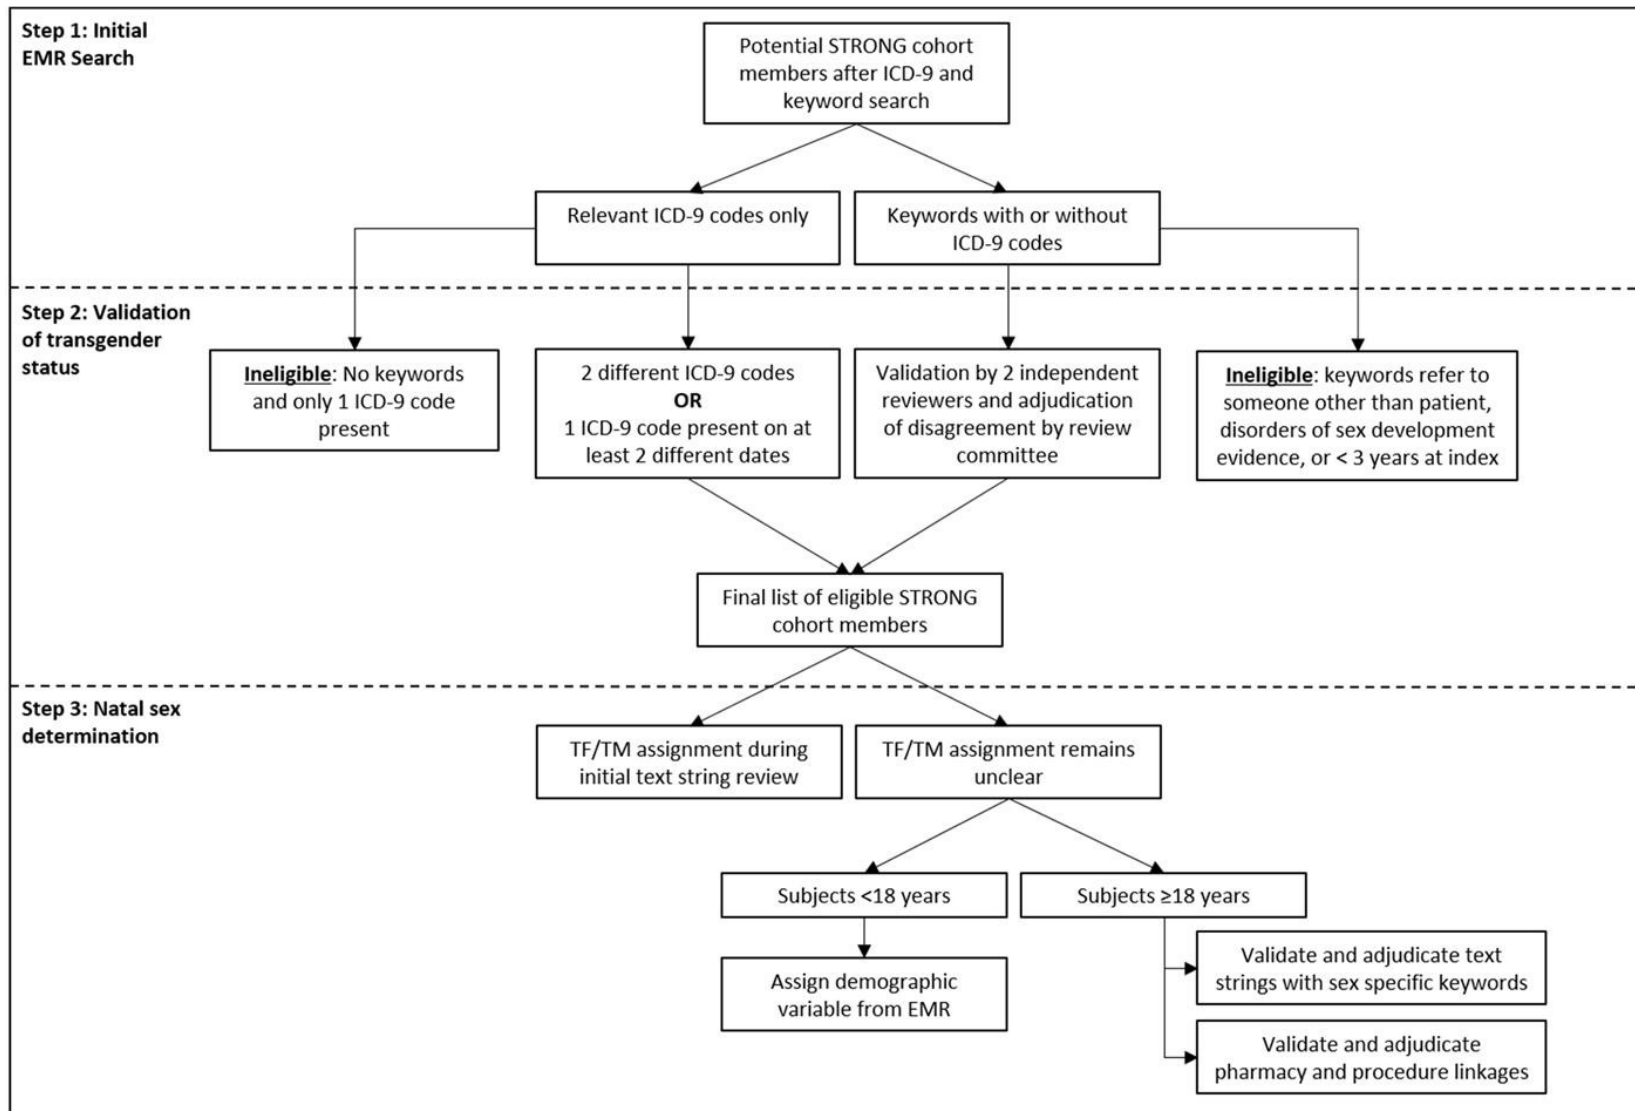 Step 1: Initial
EMR Search
Potential STRONG cohort
members after ICD-9 and
keyword search
Relevant ICD-9 codes only
Keywords with or without
ICD-9 codes
Step 2: Validation
of transgender
status
Ineligible: No keywords
and only 1 ICD-9 code
present
2 different ICD-9 codes
OR
1 ICD-9 code present on at
least 2 different dates
Validation by 2 independent
reviewers and adjudication
of disagreement by review
committee
Ineligible: keywords refer to
someone other than patient,
disorders of sex development
evidence, or < 3 years at index
Final list of eligible STRONG
cohort members
Step 3: Natal sex
determination
TF/TM assignment during
initial text string review
TF/TM assignment remains
unclear
Subjects <18 years
Subjects ≥18 years
Assign demographic
variable from EMR
Validate and adjudicate text
strings with sex specific keywords
Validate and adjudicate
pharmacy and procedure linkages